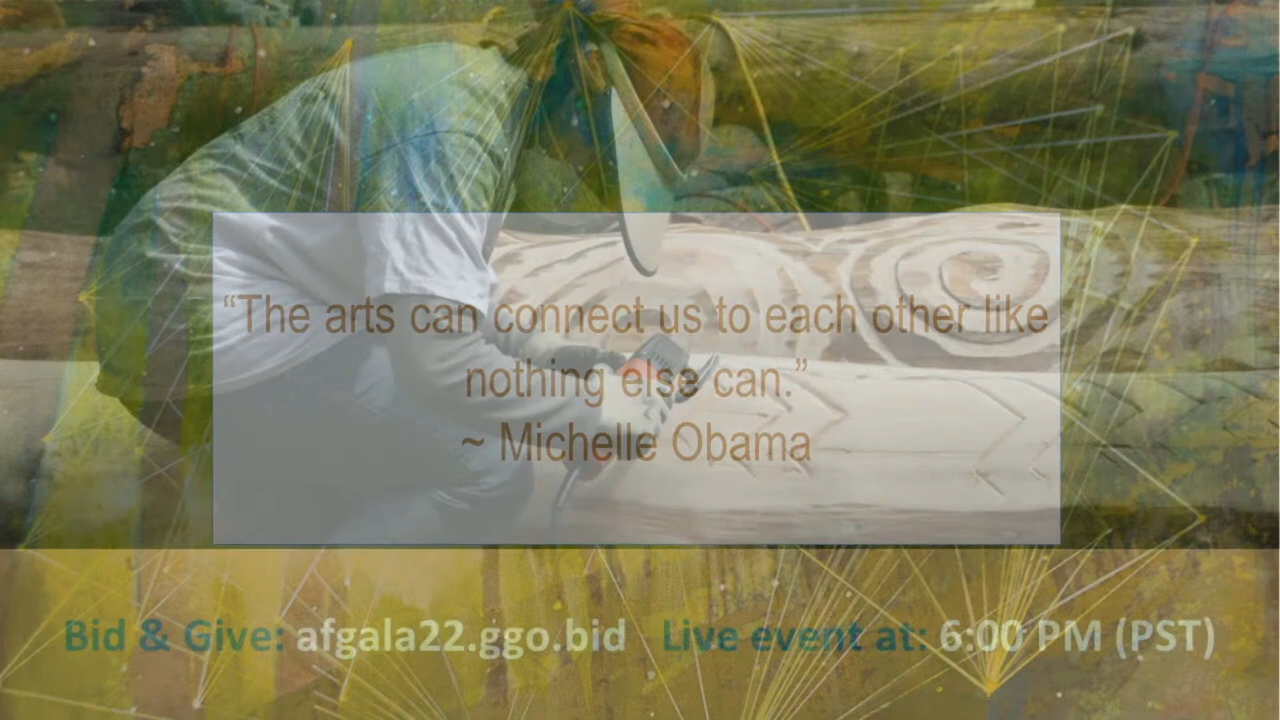 “The arts can connect us to each other like
nothing else can.”
~ Michelle Obama
Bid & Give: afgala22.ggo.bid Live event at: 6:00 PM (PST)